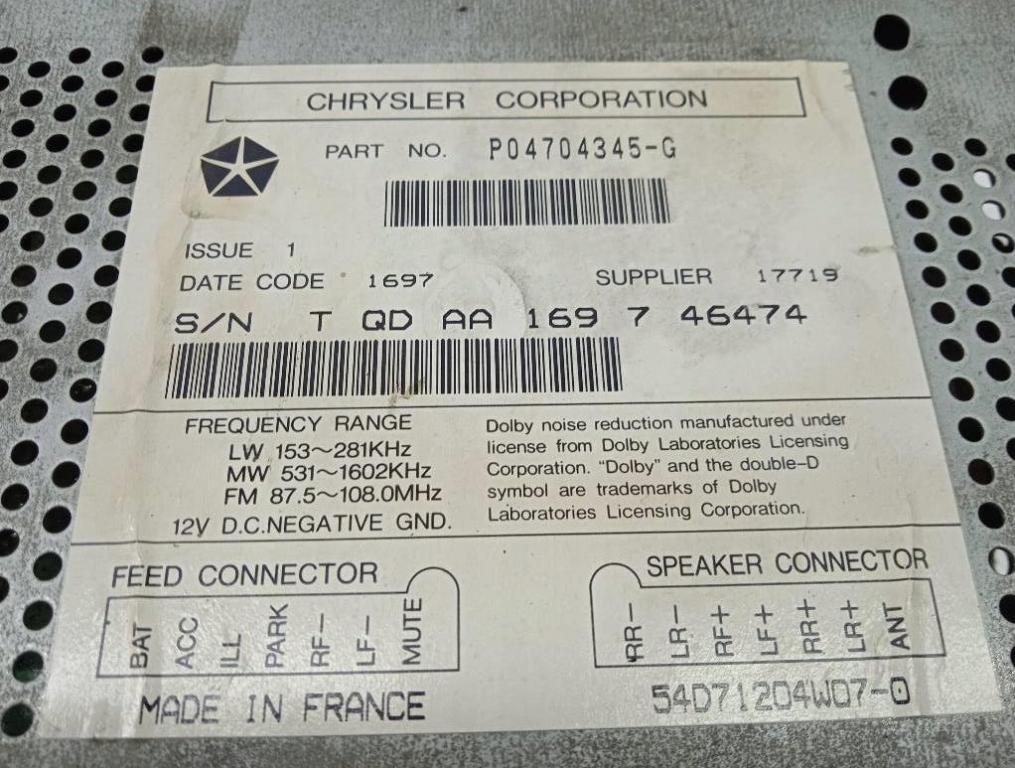 CHRYSLER CORPORATION
PART NO. P04704345-G
ISSUE 1
DATE CODE 1697 SUPPLIER 17719
S/N T QD AA 169 7 46474
FREQUENCY RANGE
LW 153~281KHz
MW 531~1602KHz
FM 87.5~108.0MHz
12V D.C.NEGATIVE GND.
Dolby noise reduction manufactured under
license from Dolby Laboratories Licensing
Corporation. “Dolby” and the double-D
symbol are trademarks of Dolby
Laboratories Licensing Corporation.
FEED CONNECTOR
BAT ACC ILL PARK RF- LF- MUTE
SPEAKER CONNECTOR
RR- LR- RF+ LF+ RR+ LR+ ANT
MADE IN FRANCE
54D71204W07-0